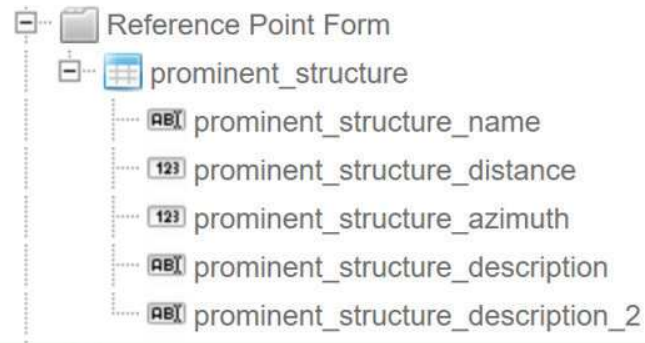 Reference Point Form
prominent_structure
ABI prominent_structure_name
123 prominent_structure_distance
123 prominent_structure_azimuth
ABI prominent_structure_description
ABI prominent_structure_description_2